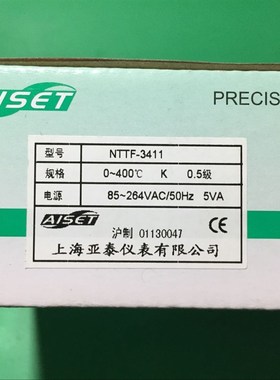 AISET
PRECIS
型号 NTTF-3411
规格 0~400℃ K 0.5级
电源 85~264VAC/50Hz 5VA
AISET 沪制 01130047 CE
上海亚泰仪表有限公司